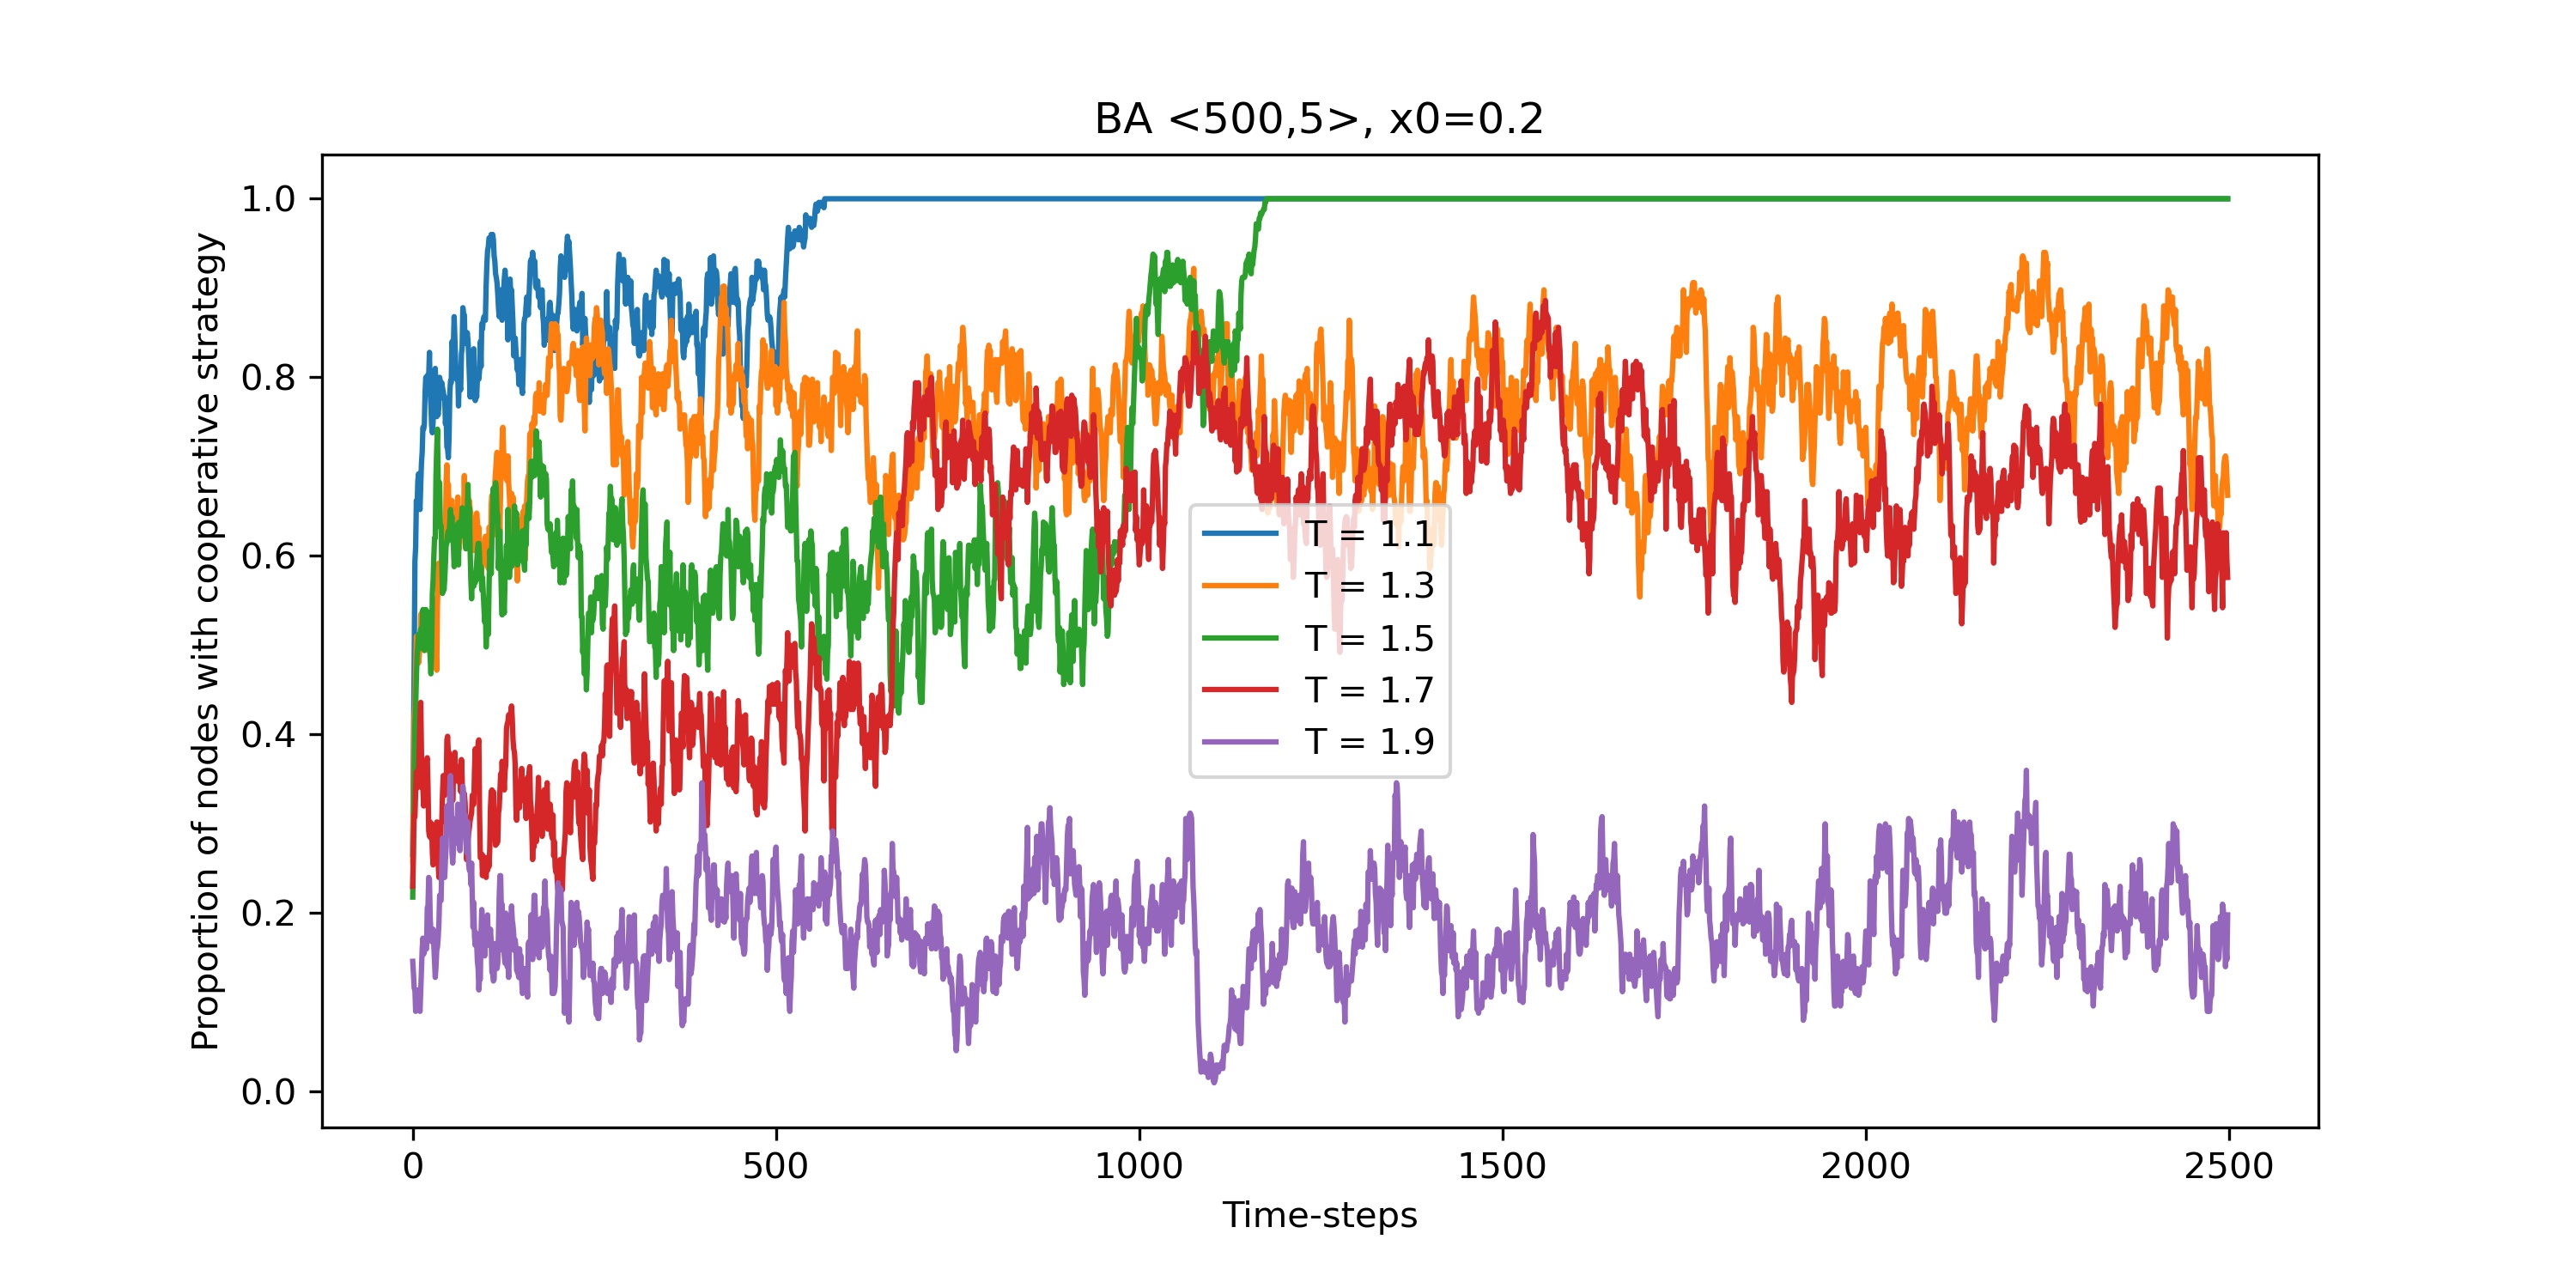 BA <500,5>, x0=0.2
Proportion of nodes with cooperative strategy
1.0
0.8
0.6
0.4
0.2
0.0
T = 1.1
T = 1.3
T = 1.5
T = 1.7
T = 1.9
0 500 1000 1500 2000 2500
Time-steps